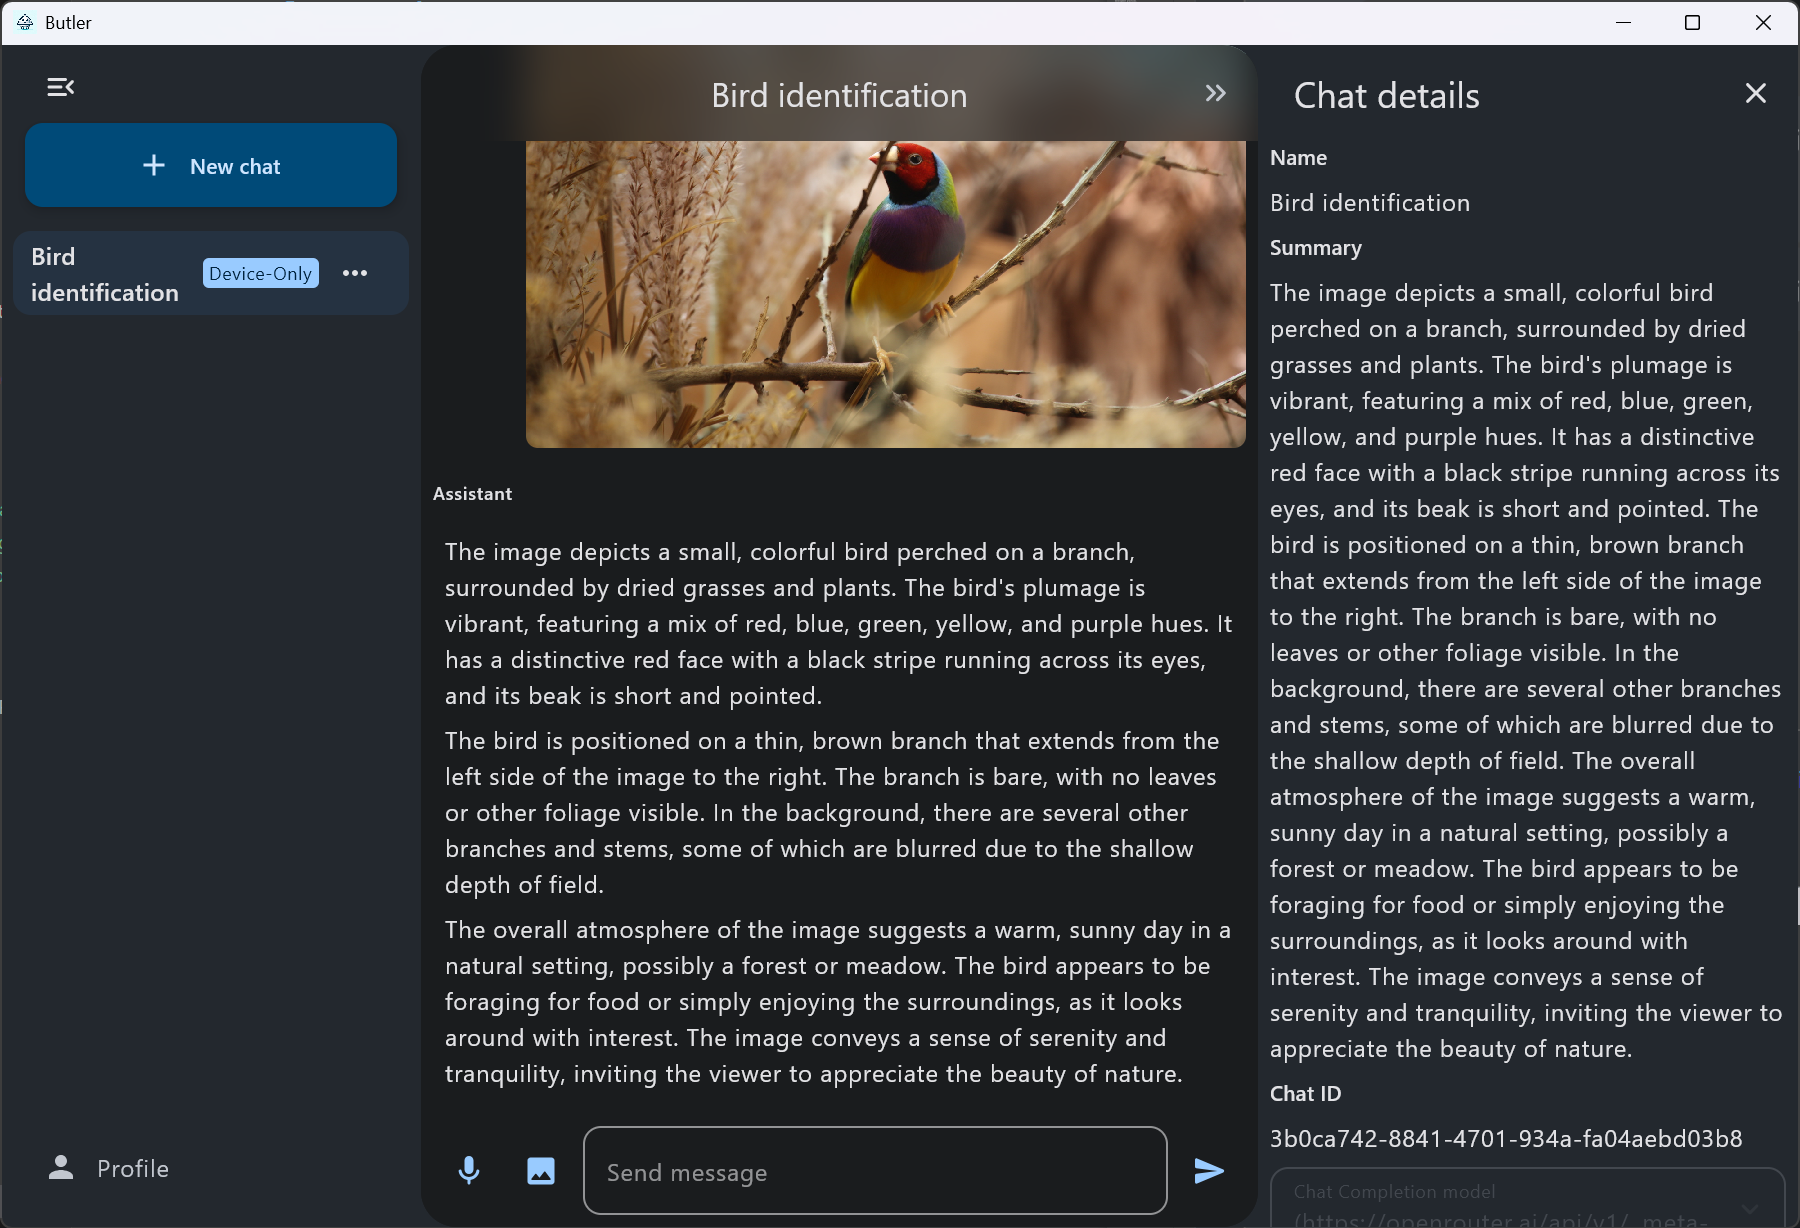 Butler
New chat
Bird
identification
Device-Only
Profile
Bird identification
Assistant
The image depicts a small, colorful bird perched on a branch,
surrounded by dried grasses and plants. The bird's plumage is
vibrant, featuring a mix of red, blue, green, yellow, and purple hues. It
has a distinctive red face with a black stripe running across its eyes,
and its beak is short and pointed.
The bird is positioned on a thin, brown branch that extends from the
left side of the image to the right. The branch is bare, with no leaves
or other foliage visible. In the background, there are several other
branches and stems, some of which are blurred due to the shallow
depth of field.
The overall atmosphere of the image suggests a warm, sunny day in a
natural setting, possibly a forest or meadow. The bird appears to be
foraging for food or simply enjoying the surroundings, as it looks
around with interest. The image conveys a sense of serenity and
tranquility, inviting the viewer to appreciate the beauty of nature.
Send message
Chat details
Name
Bird identification
Summary
The image depicts a small, colorful bird
perched on a branch, surrounded by dried
grasses and plants. The bird's plumage is
vibrant, featuring a mix of red, blue, green,
yellow, and purple hues. It has a distinctive
red face with a black stripe running across its
eyes, and its beak is short and pointed. The
bird is positioned on a thin, brown branch
that extends from the left side of the image
to the right. The branch is bare, with no
leaves or other foliage visible. In the
background, there are several other branches
and stems, some of which are blurred due to
the shallow depth of field. The overall
atmosphere of the image suggests a warm,
sunny day in a natural setting, possibly a
forest or meadow. The bird appears to be
foraging for food or simply enjoying the
surroundings, as it looks around with
interest. The image conveys a sense of
serenity and tranquility, inviting the viewer to
appreciate the beauty of nature.
Chat ID
3b0ca742-8841-4701-934a-fa04aebd03b8
Chat Completion model
(https://openrouter.ai/api/v1/, meta-